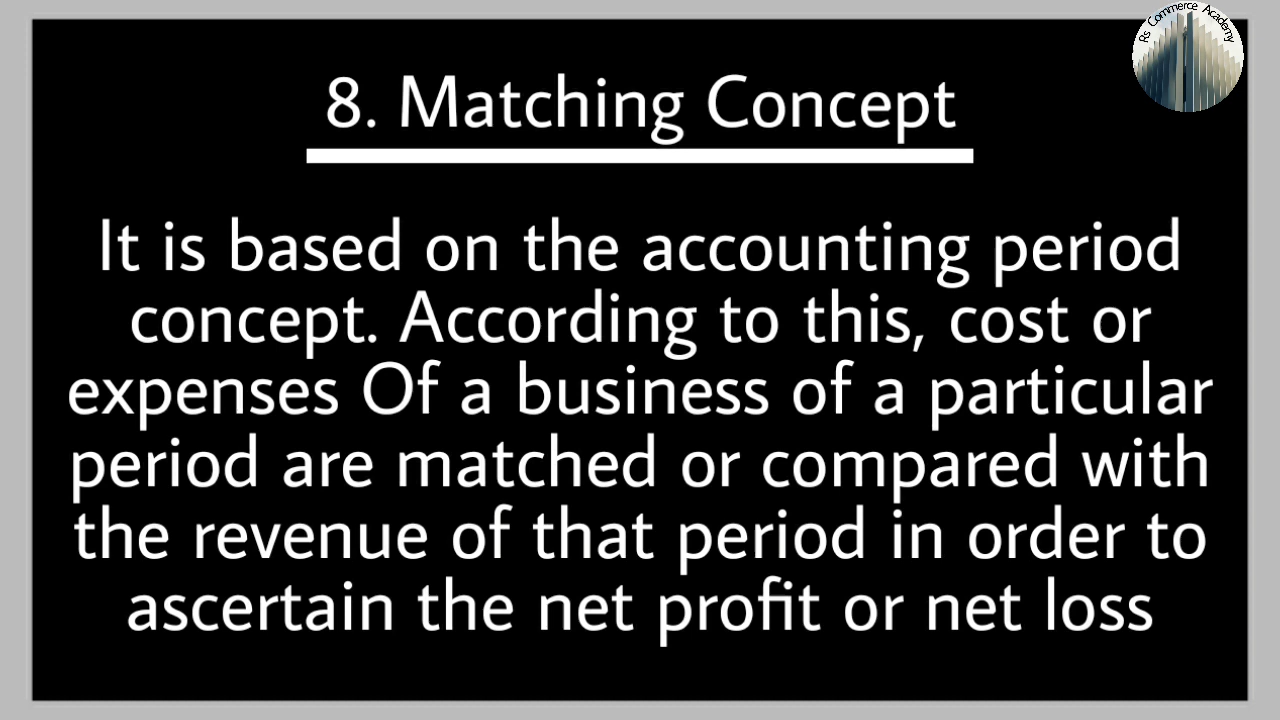 Rs Commerce Academy
8. Matching Concept
It is based on the accounting period
concept. According to this, cost or
expenses Of a business of a particular
period are matched or compared with
the revenue of that period in order to
ascertain the net profit or net loss